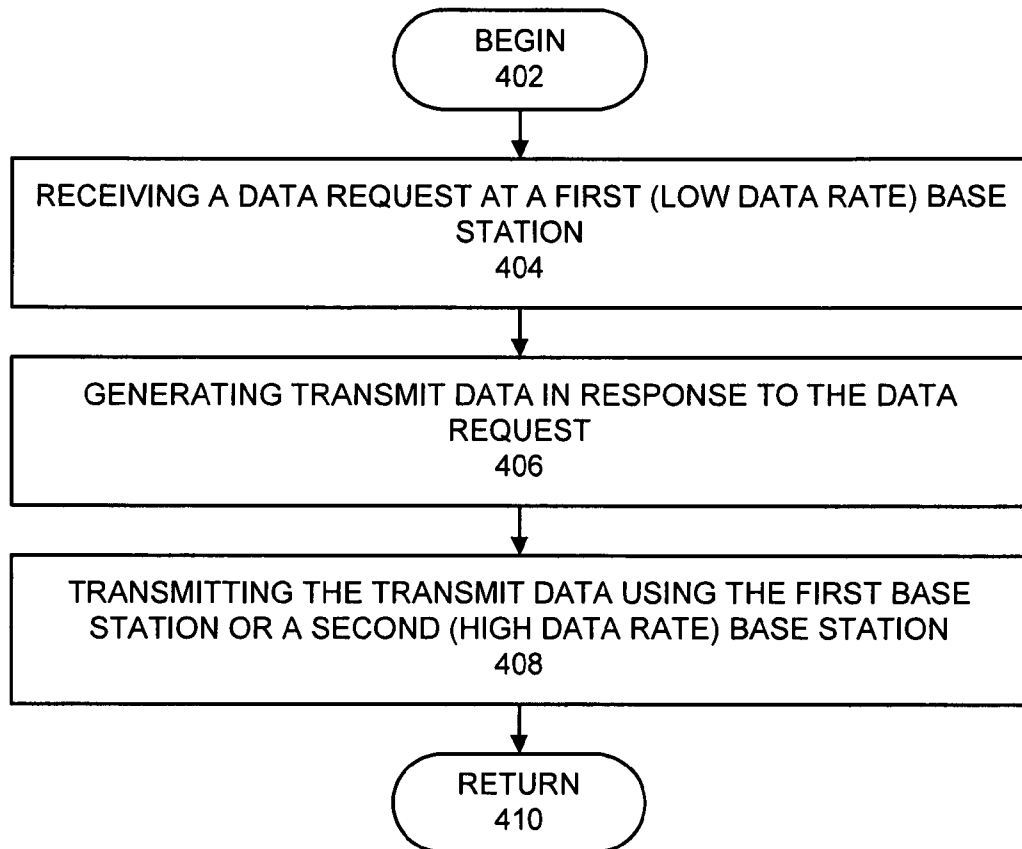 BEGIN
402
RECEIVING A DATA REQUEST AT A FIRST (LOW DATA RATE) BASE
STATION
404
GENERATING TRANSMIT DATA IN RESPONSE TO THE DATA
REQUEST
406
TRANSMITTING THE TRANSMIT DATA USING THE FIRST BASE
STATION OR A SECOND (HIGH DATA RATE) BASE STATION
408
RETURN
410